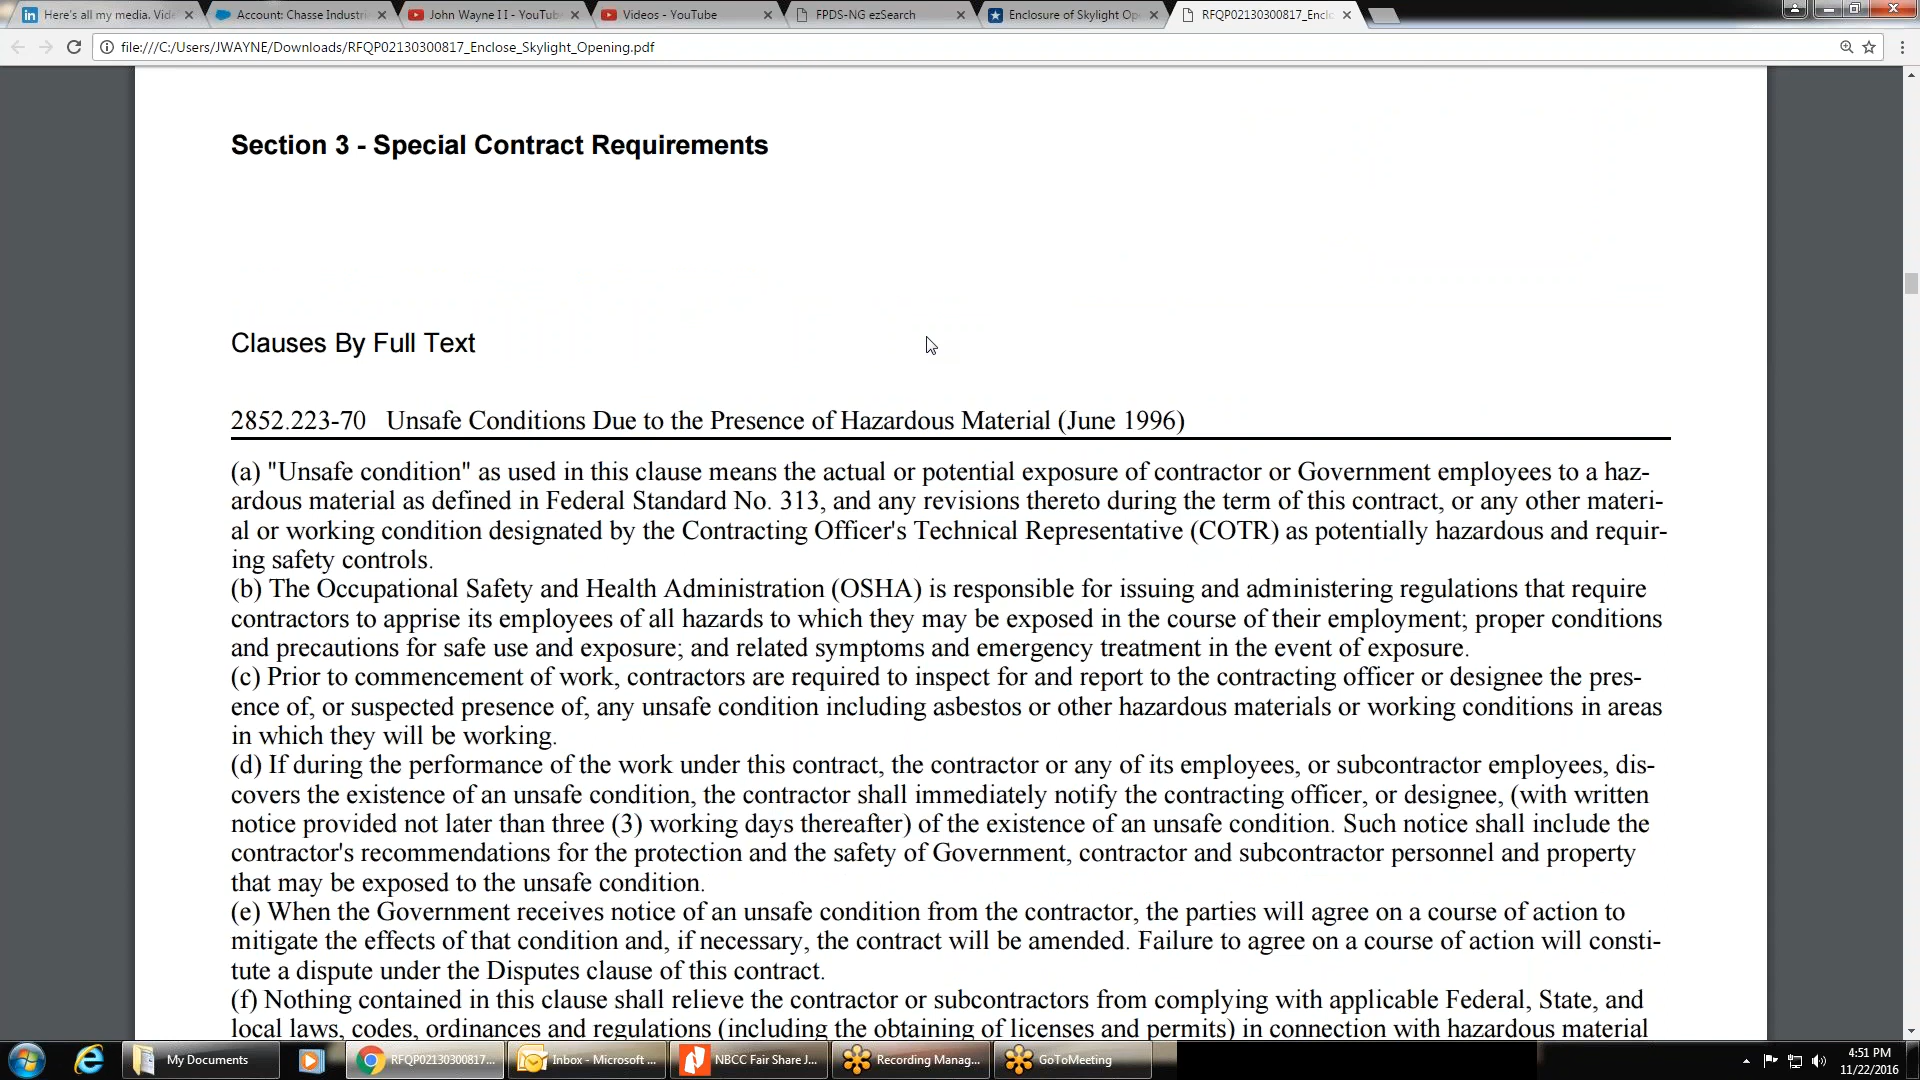 Here's all my media. Vide
Account: Chasse Industri
John Wayne I I - YouTub
Videos - YouTube
FPDS-NG ezSearch
Enclosure of Skylight Op
RFQP02130300817_Encl
file:///C:/Users/JWAYNE/Downloads/RFQP02130300817_Enclose_Skylight_Opening.pdf
Section 3 - Special Contract Requirements
Clauses By Full Text
2852.223-70 Unsafe Conditions Due to the Presence of Hazardous Material (June 1996)
(a) "Unsafe condition" as used in this clause means the actual or potential exposure of contractor or Government employees to a haz-
ardous material as defined in Federal Standard No. 313, and any revisions thereto during the term of this contract, or any other materi-
al or working condition designated by the Contracting Officer's Technical Representative (COTR) as potentially hazardous and requir-
ing safety controls.
(b) The Occupational Safety and Health Administration (OSHA) is responsible for issuing and administering regulations that require
contractors to apprise its employees of all hazards to which they may be exposed in the course of their employment; proper conditions
and precautions for safe use and exposure; and related symptoms and emergency treatment in the event of exposure.
(c) Prior to commencement of work, contractors are required to inspect for and report to the contracting officer or designee the pres-
ence of, or suspected presence of, any unsafe condition including asbestos or other hazardous materials or working conditions in areas
in which they will be working.
(d) If during the performance of the work under this contract, the contractor or any of its employees, or subcontractor employees, dis-
covers the existence of an unsafe condition, the contractor shall immediately notify the contracting officer, or designee, (with written
notice provided not later than three (3) working days thereafter) of the existence of an unsafe condition. Such notice shall include the
contractor's recommendations for the protection and the safety of Government, contractor and subcontractor personnel and property
that may be exposed to the unsafe condition.
(e) When the Government receives notice of an unsafe condition from the contractor, the parties will agree on a course of action to
mitigate the effects of that condition and, if necessary, the contract will be amended. Failure to agree on a course of action will consti-
tute a dispute under the Disputes clause of this contract.
(f) Nothing contained in this clause shall relieve the contractor or subcontractors from complying with applicable Federal, State, and
local laws, codes, ordinances and regulations (including the obtaining of licenses and permits) in connection with hazardous material
My Documents
RFQP02130300817...
Inbox - Microsoft ...
NBCC Fair Share J...
Recording Manag...
GoToMeeting
4:51 PM
11/22/2016